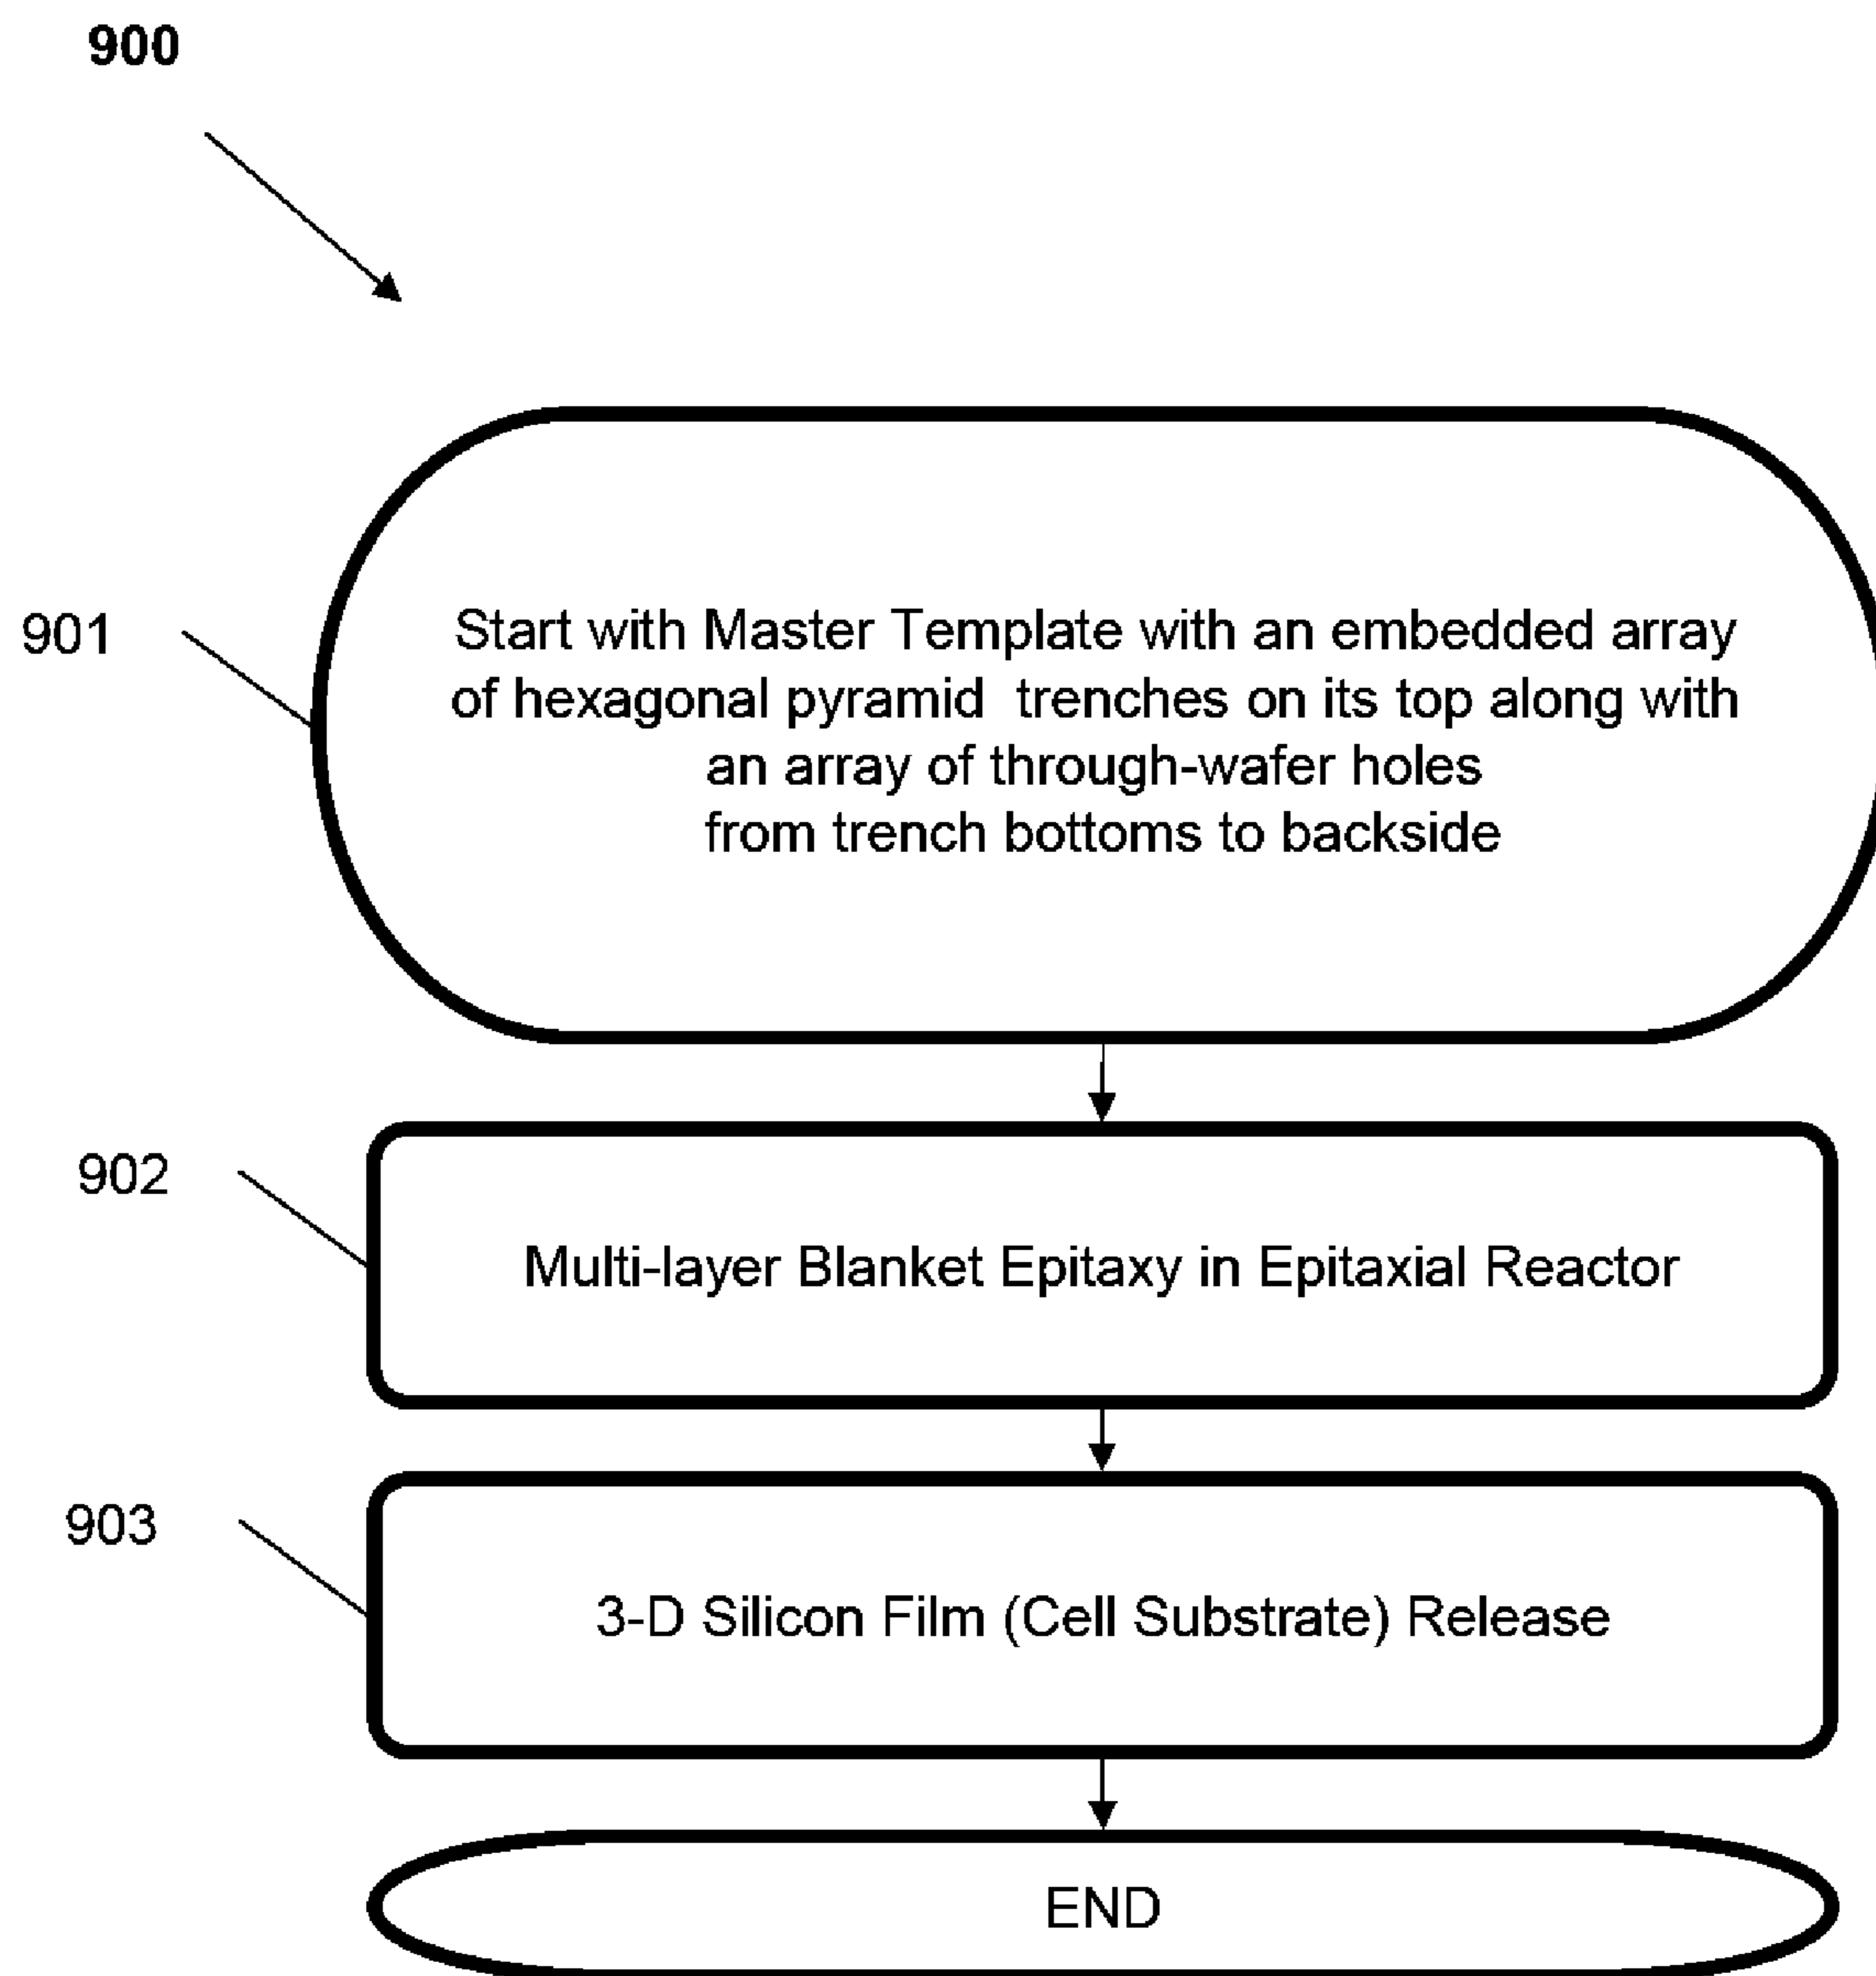 900
901
Start with Master Template with an embedded array
of hexagonal pyramid trenches on its top along with
an array of through-wafer holes
from trench bottoms to backside
902
Multi-layer Blanket Epitaxy in Epitaxial Reactor
903
3-D Silicon Film (Cell Substrate) Release
END